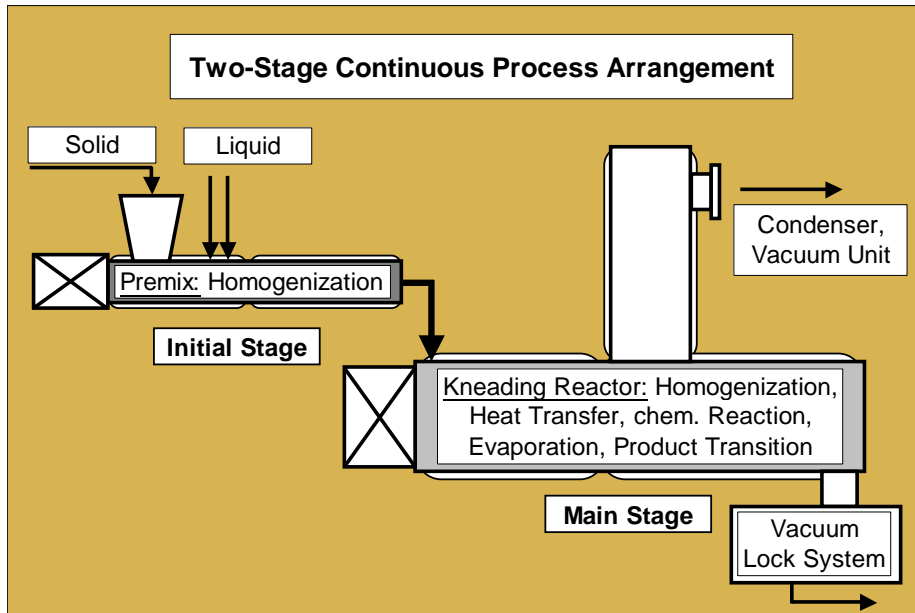 Two-Stage Continuous Process Arrangement
Solid
Liquid
Condenser,
Vacuum Unit
Premix: Homogenization
Initial Stage
Kneading Reactor: Homogenization,
Heat Transfer, chem. Reaction,
Evaporation, Product Transition
Main Stage
Vacuum
Lock System